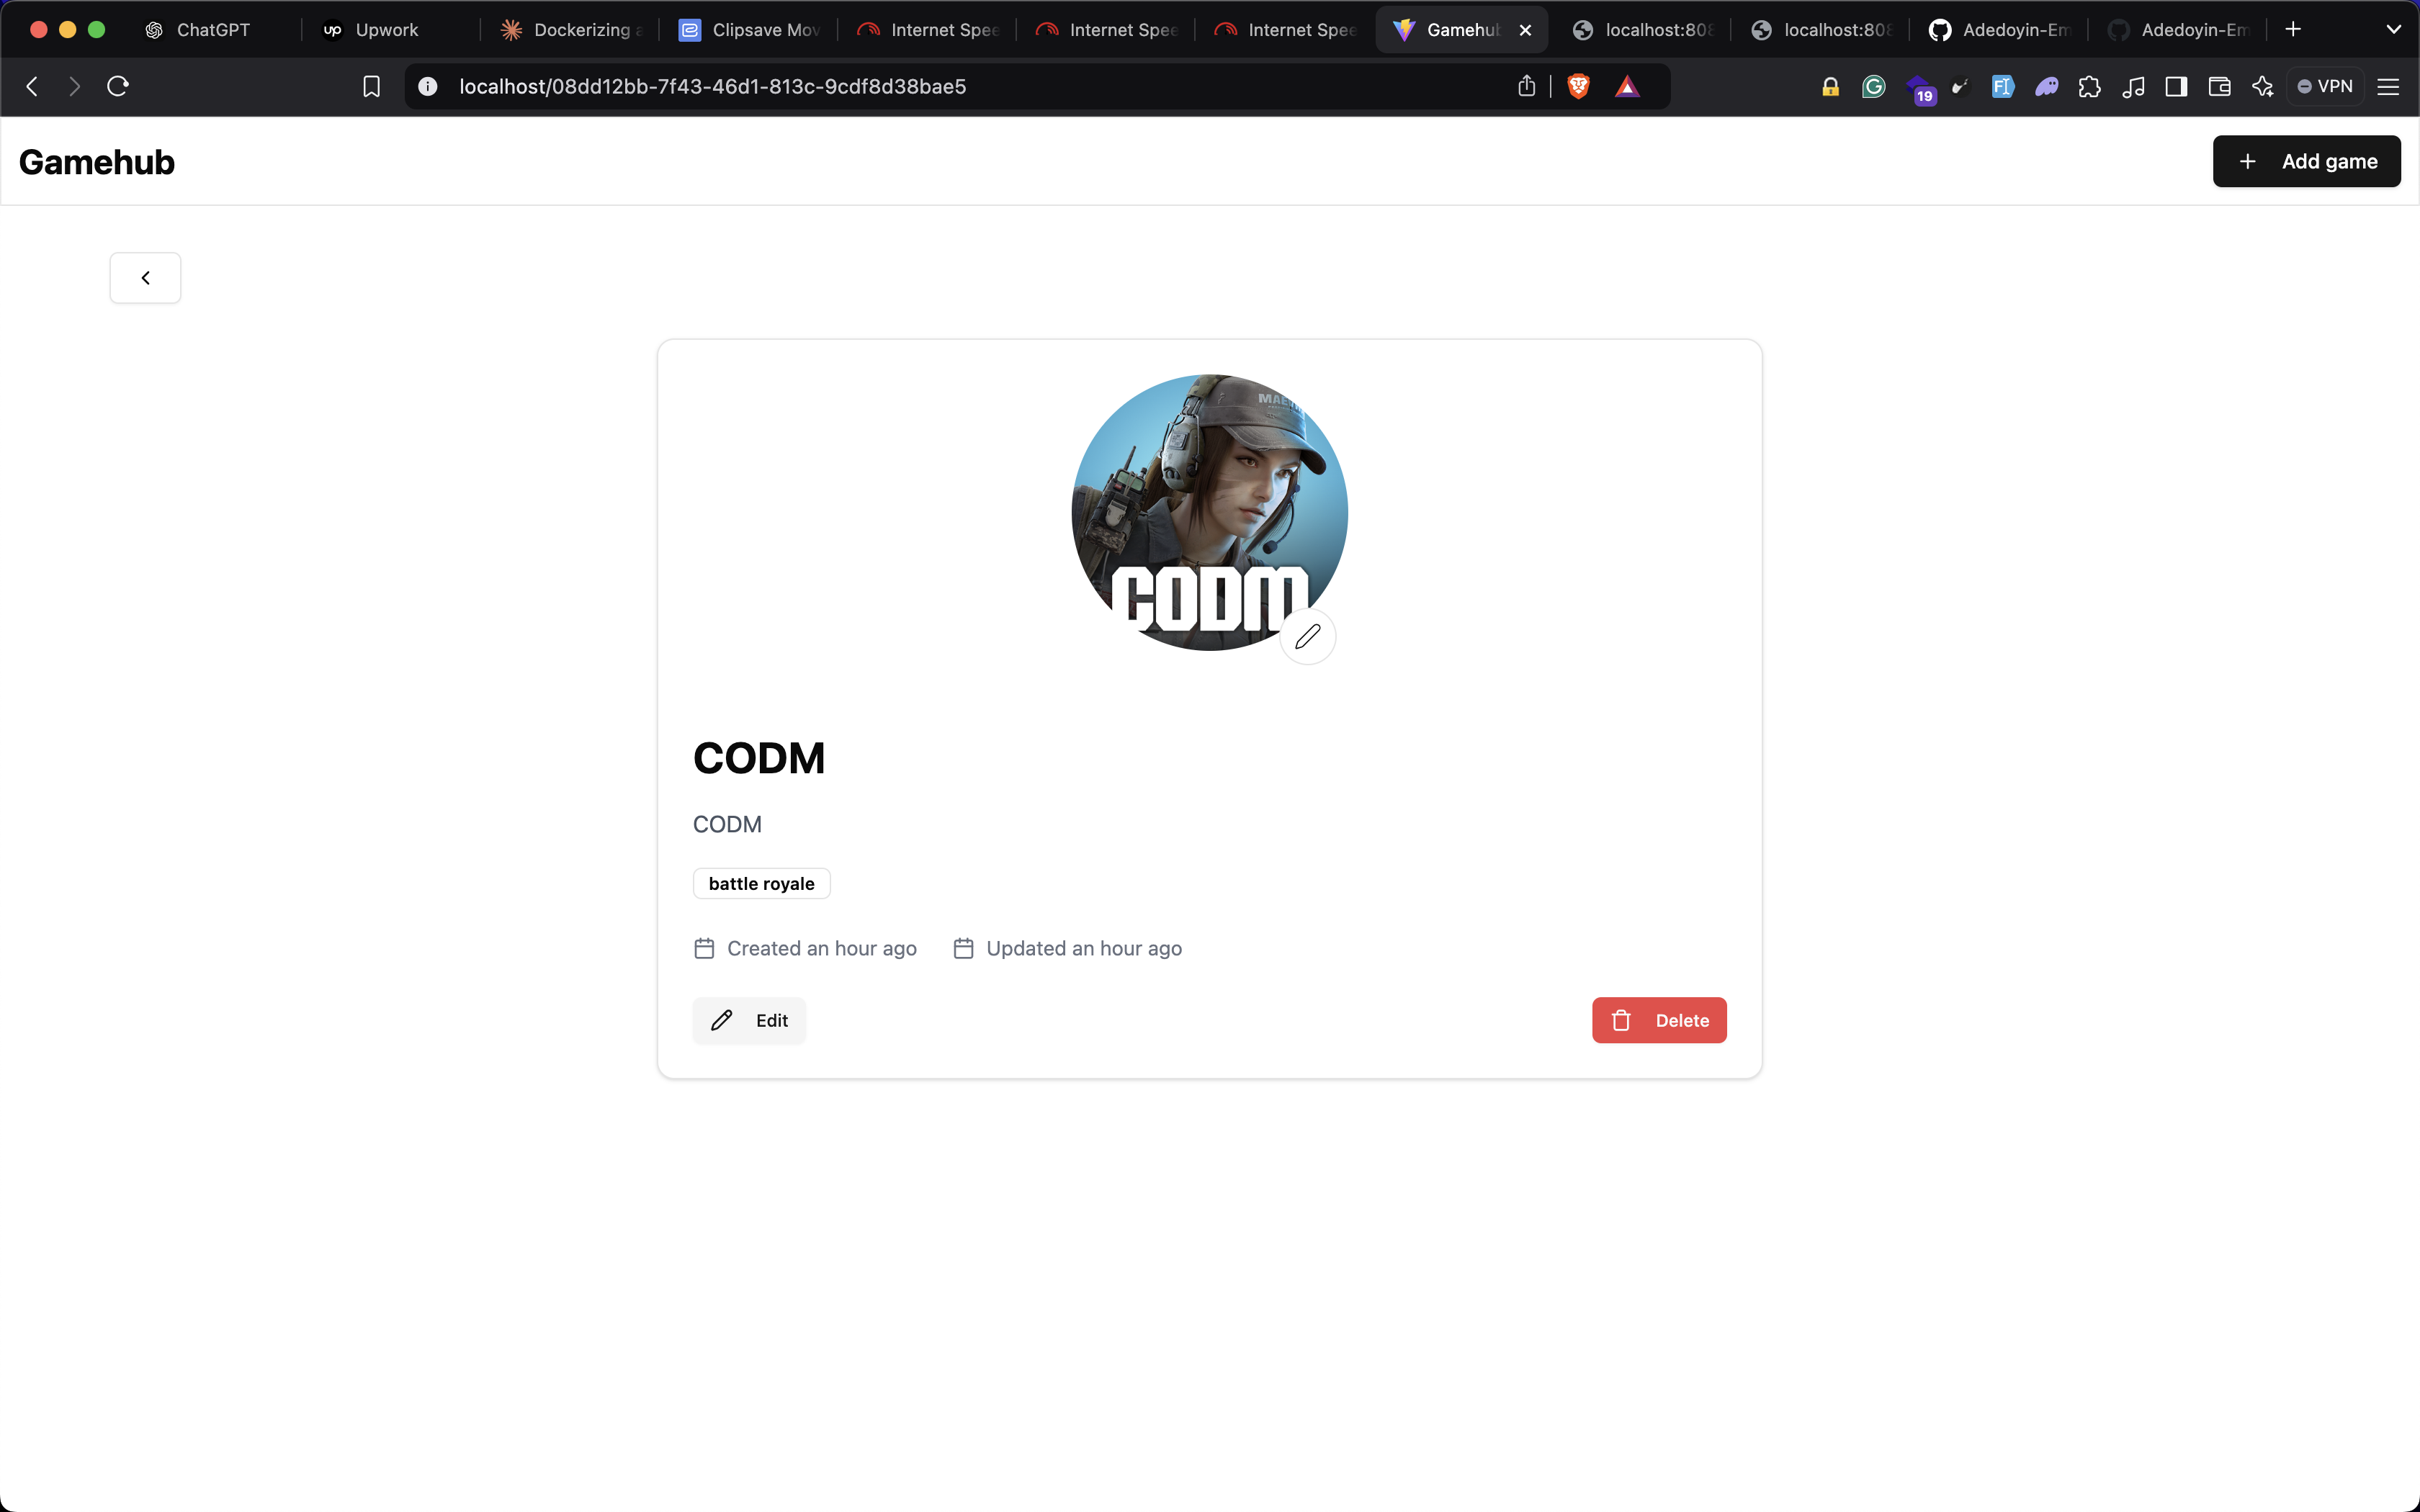 ChatGPT
up Upwork
Dockerizing a
Clipsave Mov
Internet Spee
Internet Spee
Internet Spee
Gamehub
localhost:808
localhost:808
Adedoyin-Em
Adedoyin-Em
localhost/08dd12bb-7f43-46d1-813c-9cdf8d38bae5
19
VPN
Gamehub
Add game
CODM
CODM
CODM
battle royale
Created an hour ago
Updated an hour ago
Edit
Delete